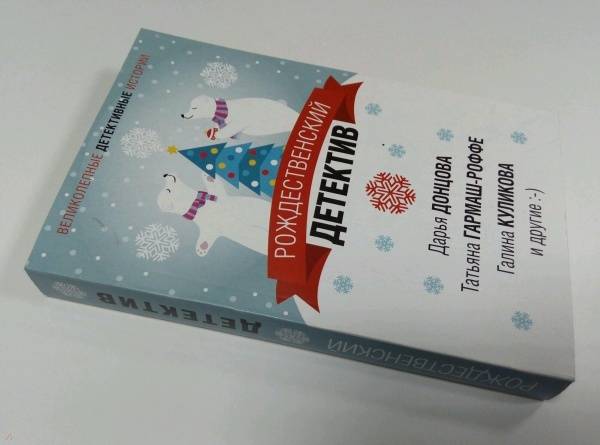 ВЕЛИКОЛЕПНЫЕ ДЕТЕКТИВНЫЕ ИСТОРИИ
РОЖДЕСТВЕНСКИЙ
ДЕТЕКТИВ
Дарья ДОНЦОВА
Татьяна ГАРМАШ-РОФФЕ
Галина КУЛИКОВА
и другие :-)
РОЖДЕСТВЕНСКИЙ
ДЕТЕКТИВ